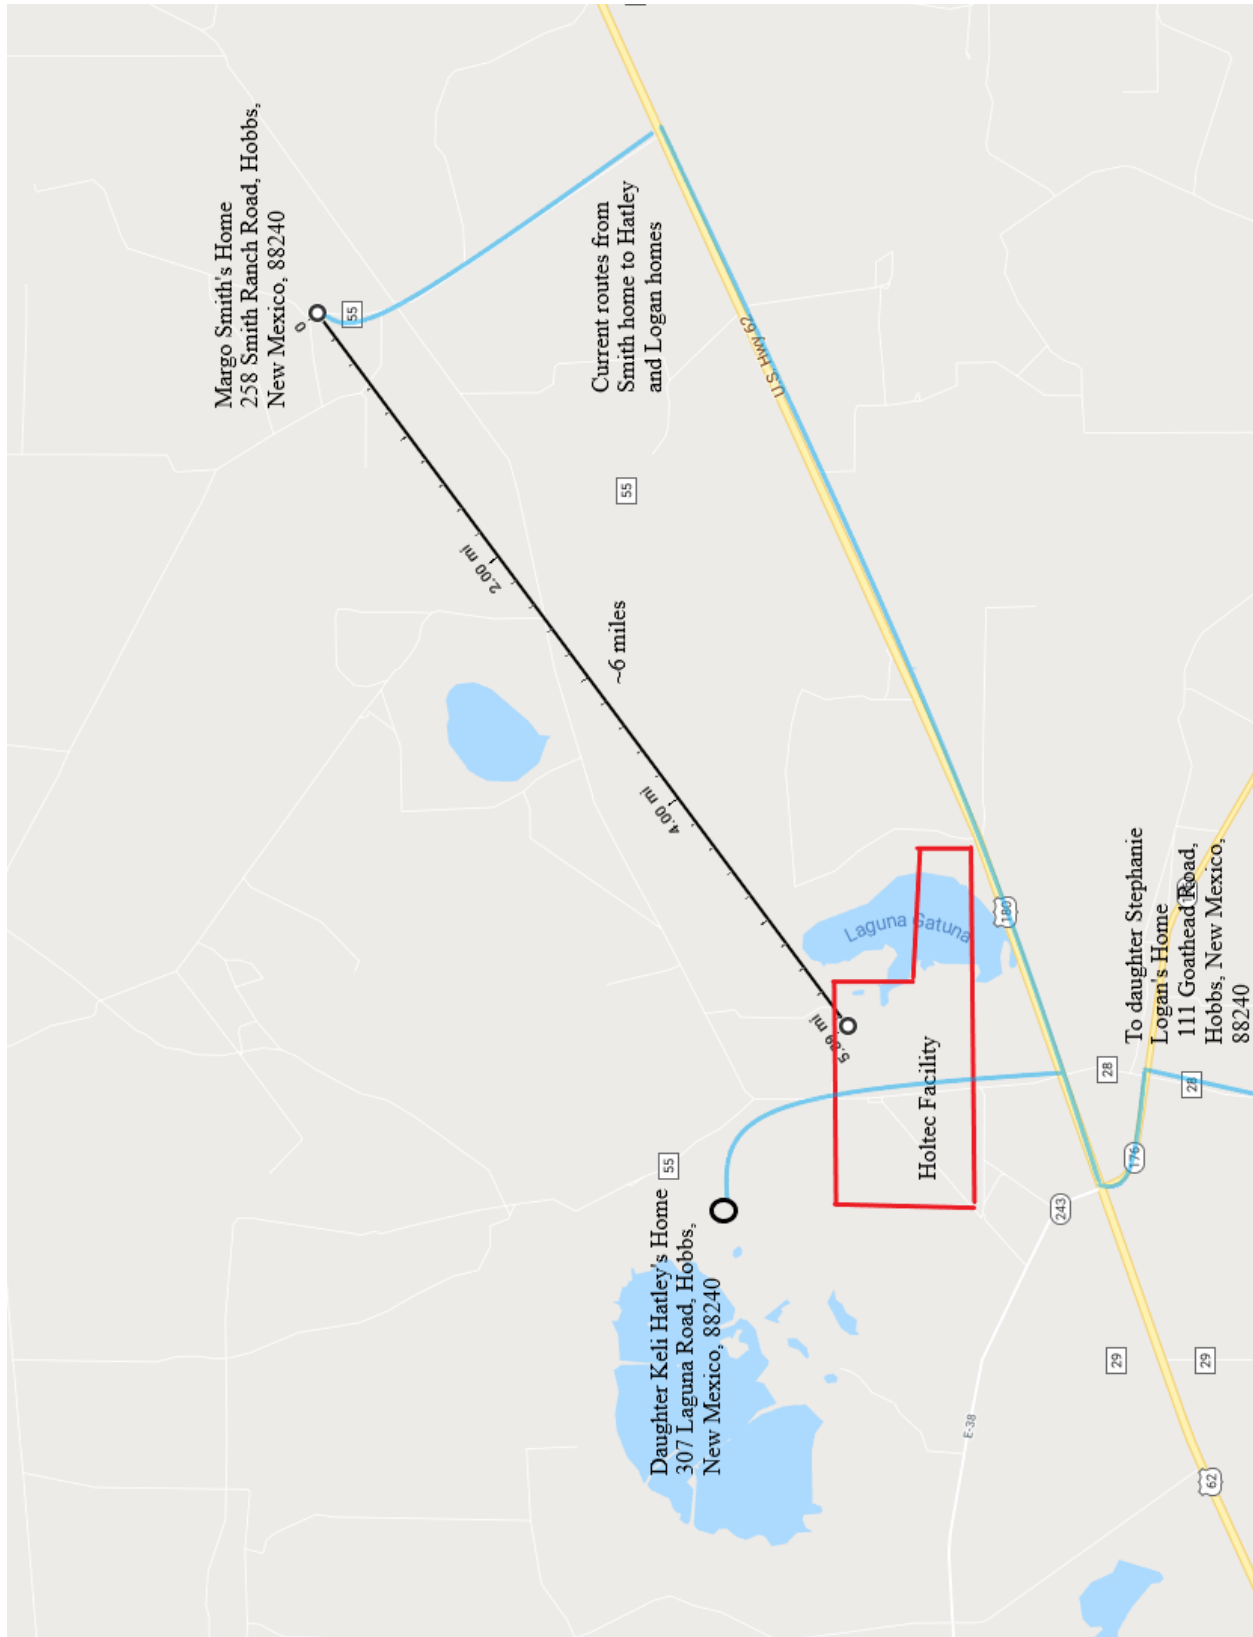 Margo Smith's Home
258 Smith Ranch Road, Hobbs,
New Mexico, 88240
0
55
Current routes from
Smith home to Hatley
and Logan homes
U.S. Hwy 62
55
2.00 mi
~6 miles
4.00 mi
5.89 mi
Laguna Gatuna
180
Holtec Facility
Daughter Keli Hatley's Home
307 Laguna Road, Hobbs,
New Mexico, 88240
55
To daughter Stephanie
Logan's Home
111 Goathead Road,
Hobbs, New Mexico,
88240
28
28
176
243
29
29
E-38
62